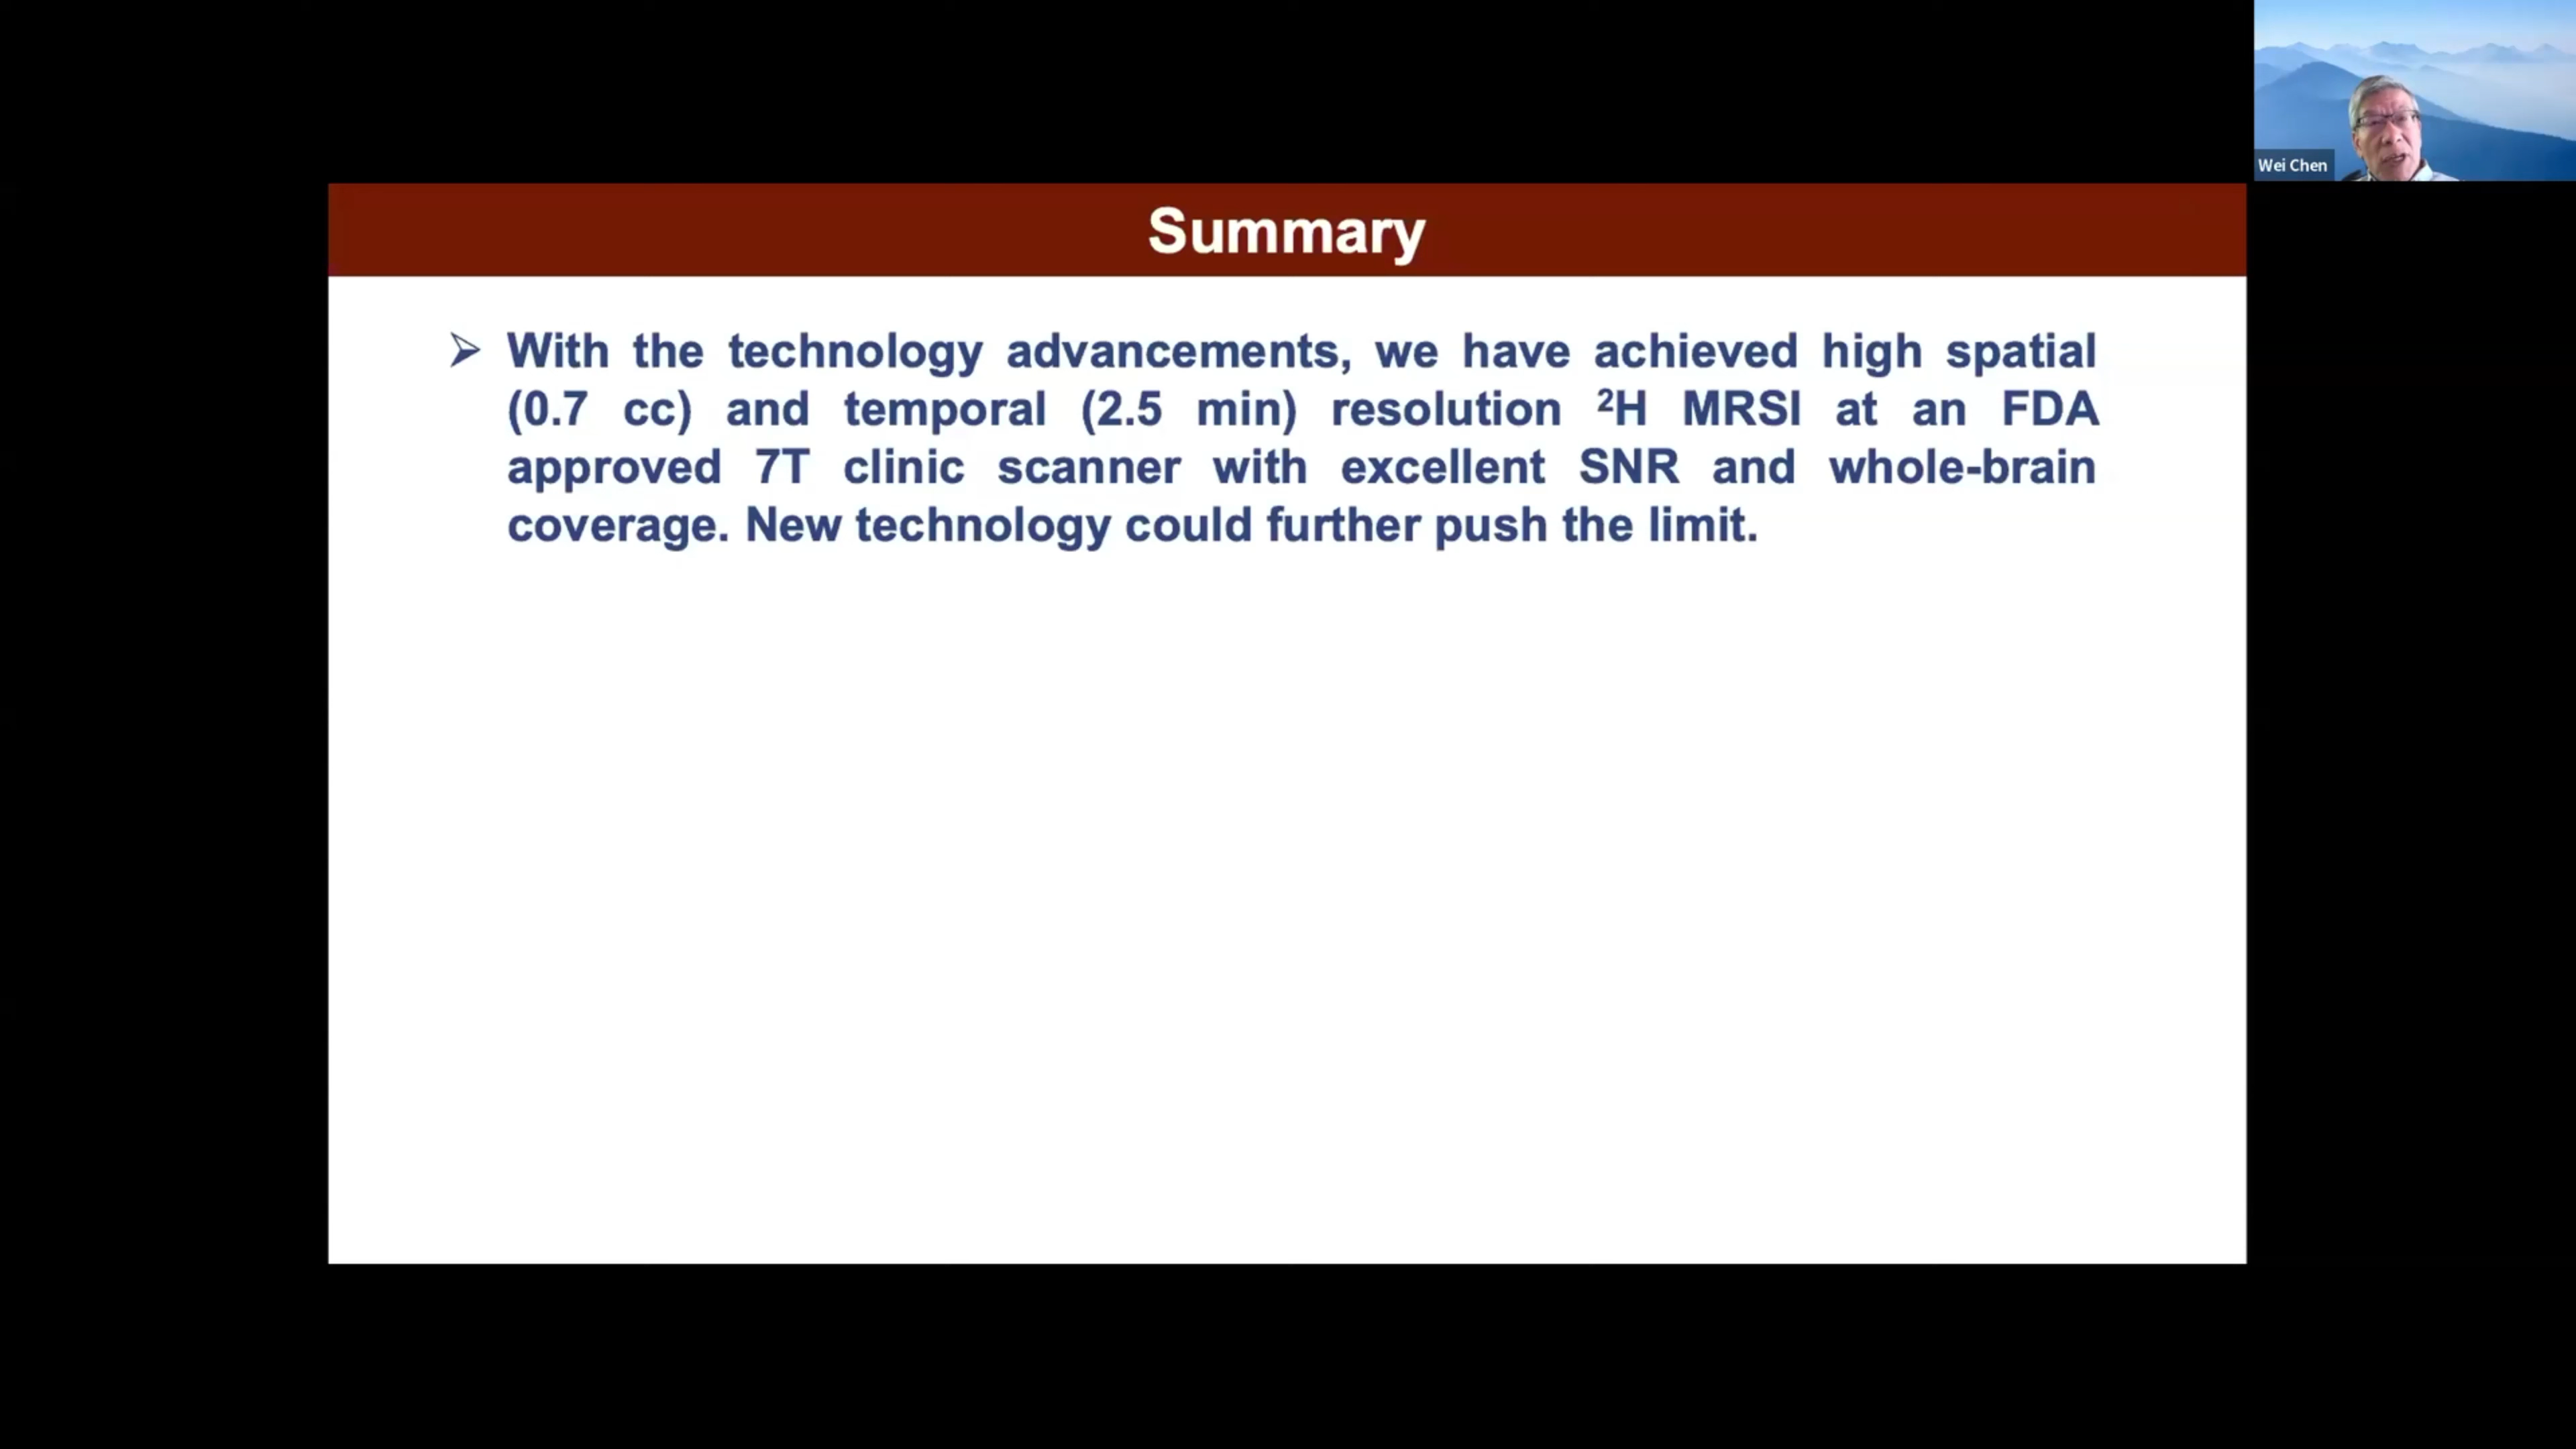 Wei Chen
Summary
➢ With the technology advancements, we have achieved high spatial
(0.7 cc) and temporal (2.5 min) resolution ²H MRSI at an FDA
approved 7T clinic scanner with excellent SNR and whole-brain
coverage. New technology could further push the limit.